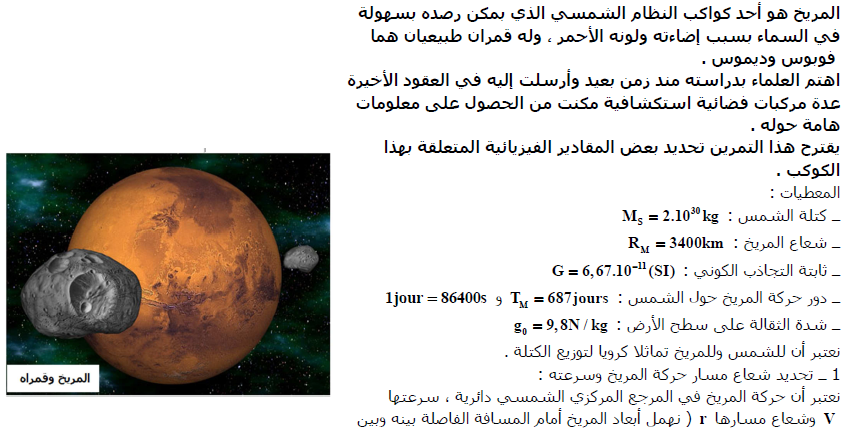 المريخ هو أحد كواكب النظام الشمسي الذي يمكن رصده بسهولة
في السماء بسبب إضاءته ولونه الأحمر ، وله قمران طبيعيان هما
فوبوس وديموس .
اهتم العلماء بدراسته مند زمن بعيد وأرسلت إليه في العقود الأخيرة
عدة مركبات فضائية استكشافية مكنت من الحصول على معلومات
هامة حوله .
يقترح هذا التمرين تحديد بعض المقادير الفيزيائية المتعلقة بهذا
الكوكب .
المعطيات :
ـ كتلة الشمس : M_S = 2.10³⁰ kg
ـ شعاع المريخ : R_M = 3400km
ـ ثابتة التجاذب الكوني : G = 6,67.10⁻¹¹(SI)
ـ دور حركة المريخ حول الشمس : T_M = 687 jours و 1jour = 86400s
ـ شدة الثقالة على سطح الأرض : g₀ = 9,8N / kg
نعتبر أن للشمس وللمريخ تماثلا كرويا لتوزيع الكتلة .
1 ـ تحديد شعاع مسار حركة المريخ وسرعته :
نعتبر أن حركة المريخ في المرجع المركزي الشمسي دائرية ، سرعتها
V وشعاع مسارها r ( نهمل أبعاد المريخ أمام المسافة الفاصلة بينه وبين
المريخ وقمراه